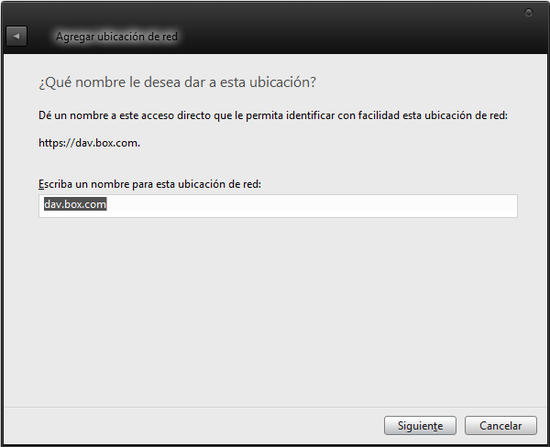 Agregar ubicación de red
¿Qué nombre le desea dar a esta ubicación?
Dé un nombre a este acceso directo que le permita identificar con facilidad esta ubicación de red:
https://dav.box.com.
Escriba un nombre para esta ubicación de red:
dav.box.com
Siguiente
Cancelar